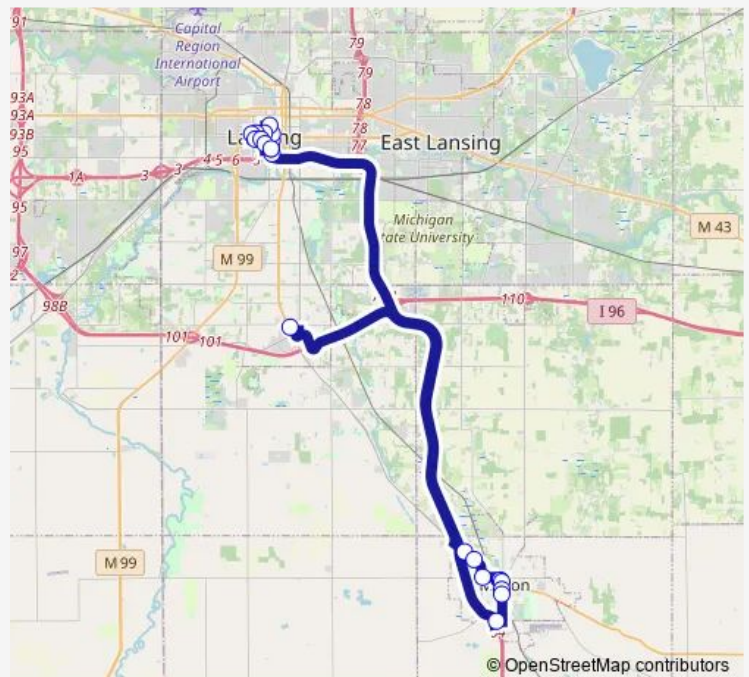 91
Capital
Region
International
Airport
79
79
93A
93A
93B
95
78
78
77
Lansing
East Lansing
4 5 6
1A
3
3
95
Michigan
State University
M 43
97
M 99
98B
110
I 96
101
101
M 99
Mason
© OpenStreetMap contributors